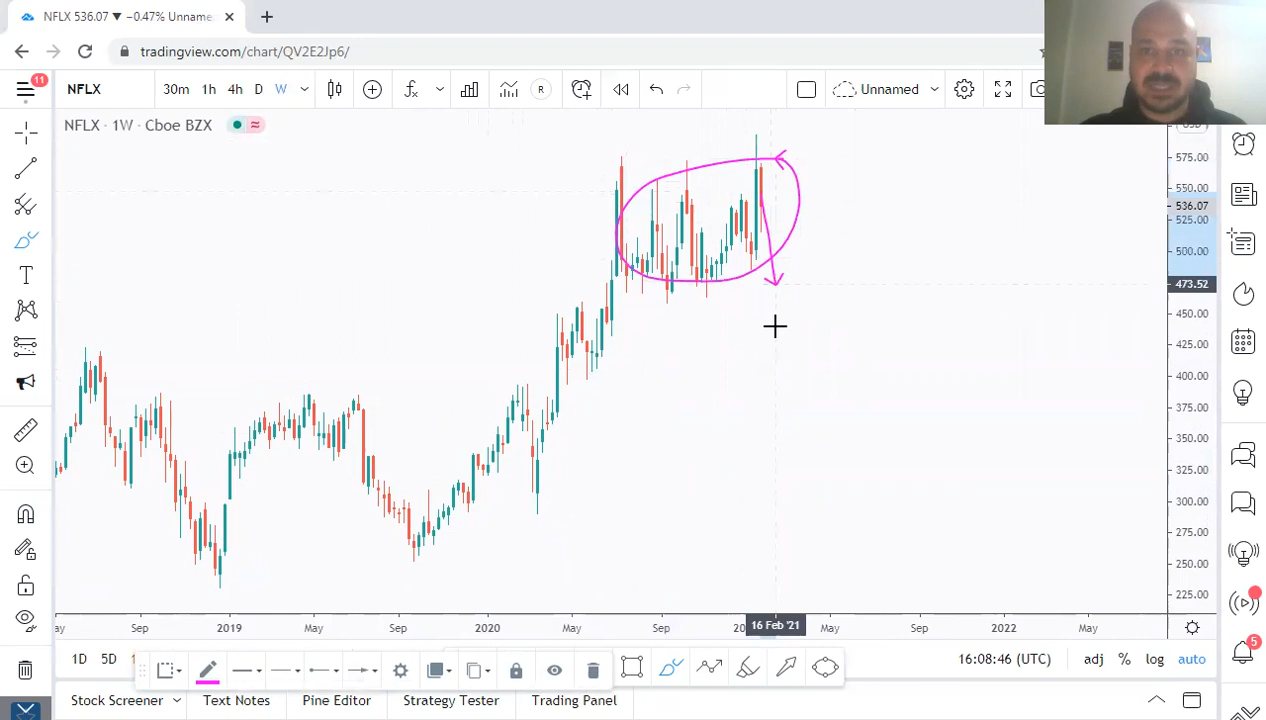 NFLX 536.07 ▼ −0.47% Unname
tradingview.com/chart/QV2E2Jp6/
11
NFLX
30m 1h 4h D W
R
Unnamed
NFLX · 1W · Cboe BZX
575.00
550.00
536.07
525.00
500.00
473.52
450.00
425.00
400.00
375.00
350.00
325.00
300.00
275.00
250.00
225.00
ay Sep 2019 May Sep 2020 May Sep 20 16 Feb '21 May Sep 2022 May
1D 5D 16:08:46 (UTC) adj % log auto
5
Stock Screener Text Notes Pine Editor Strategy Tester Trading Panel